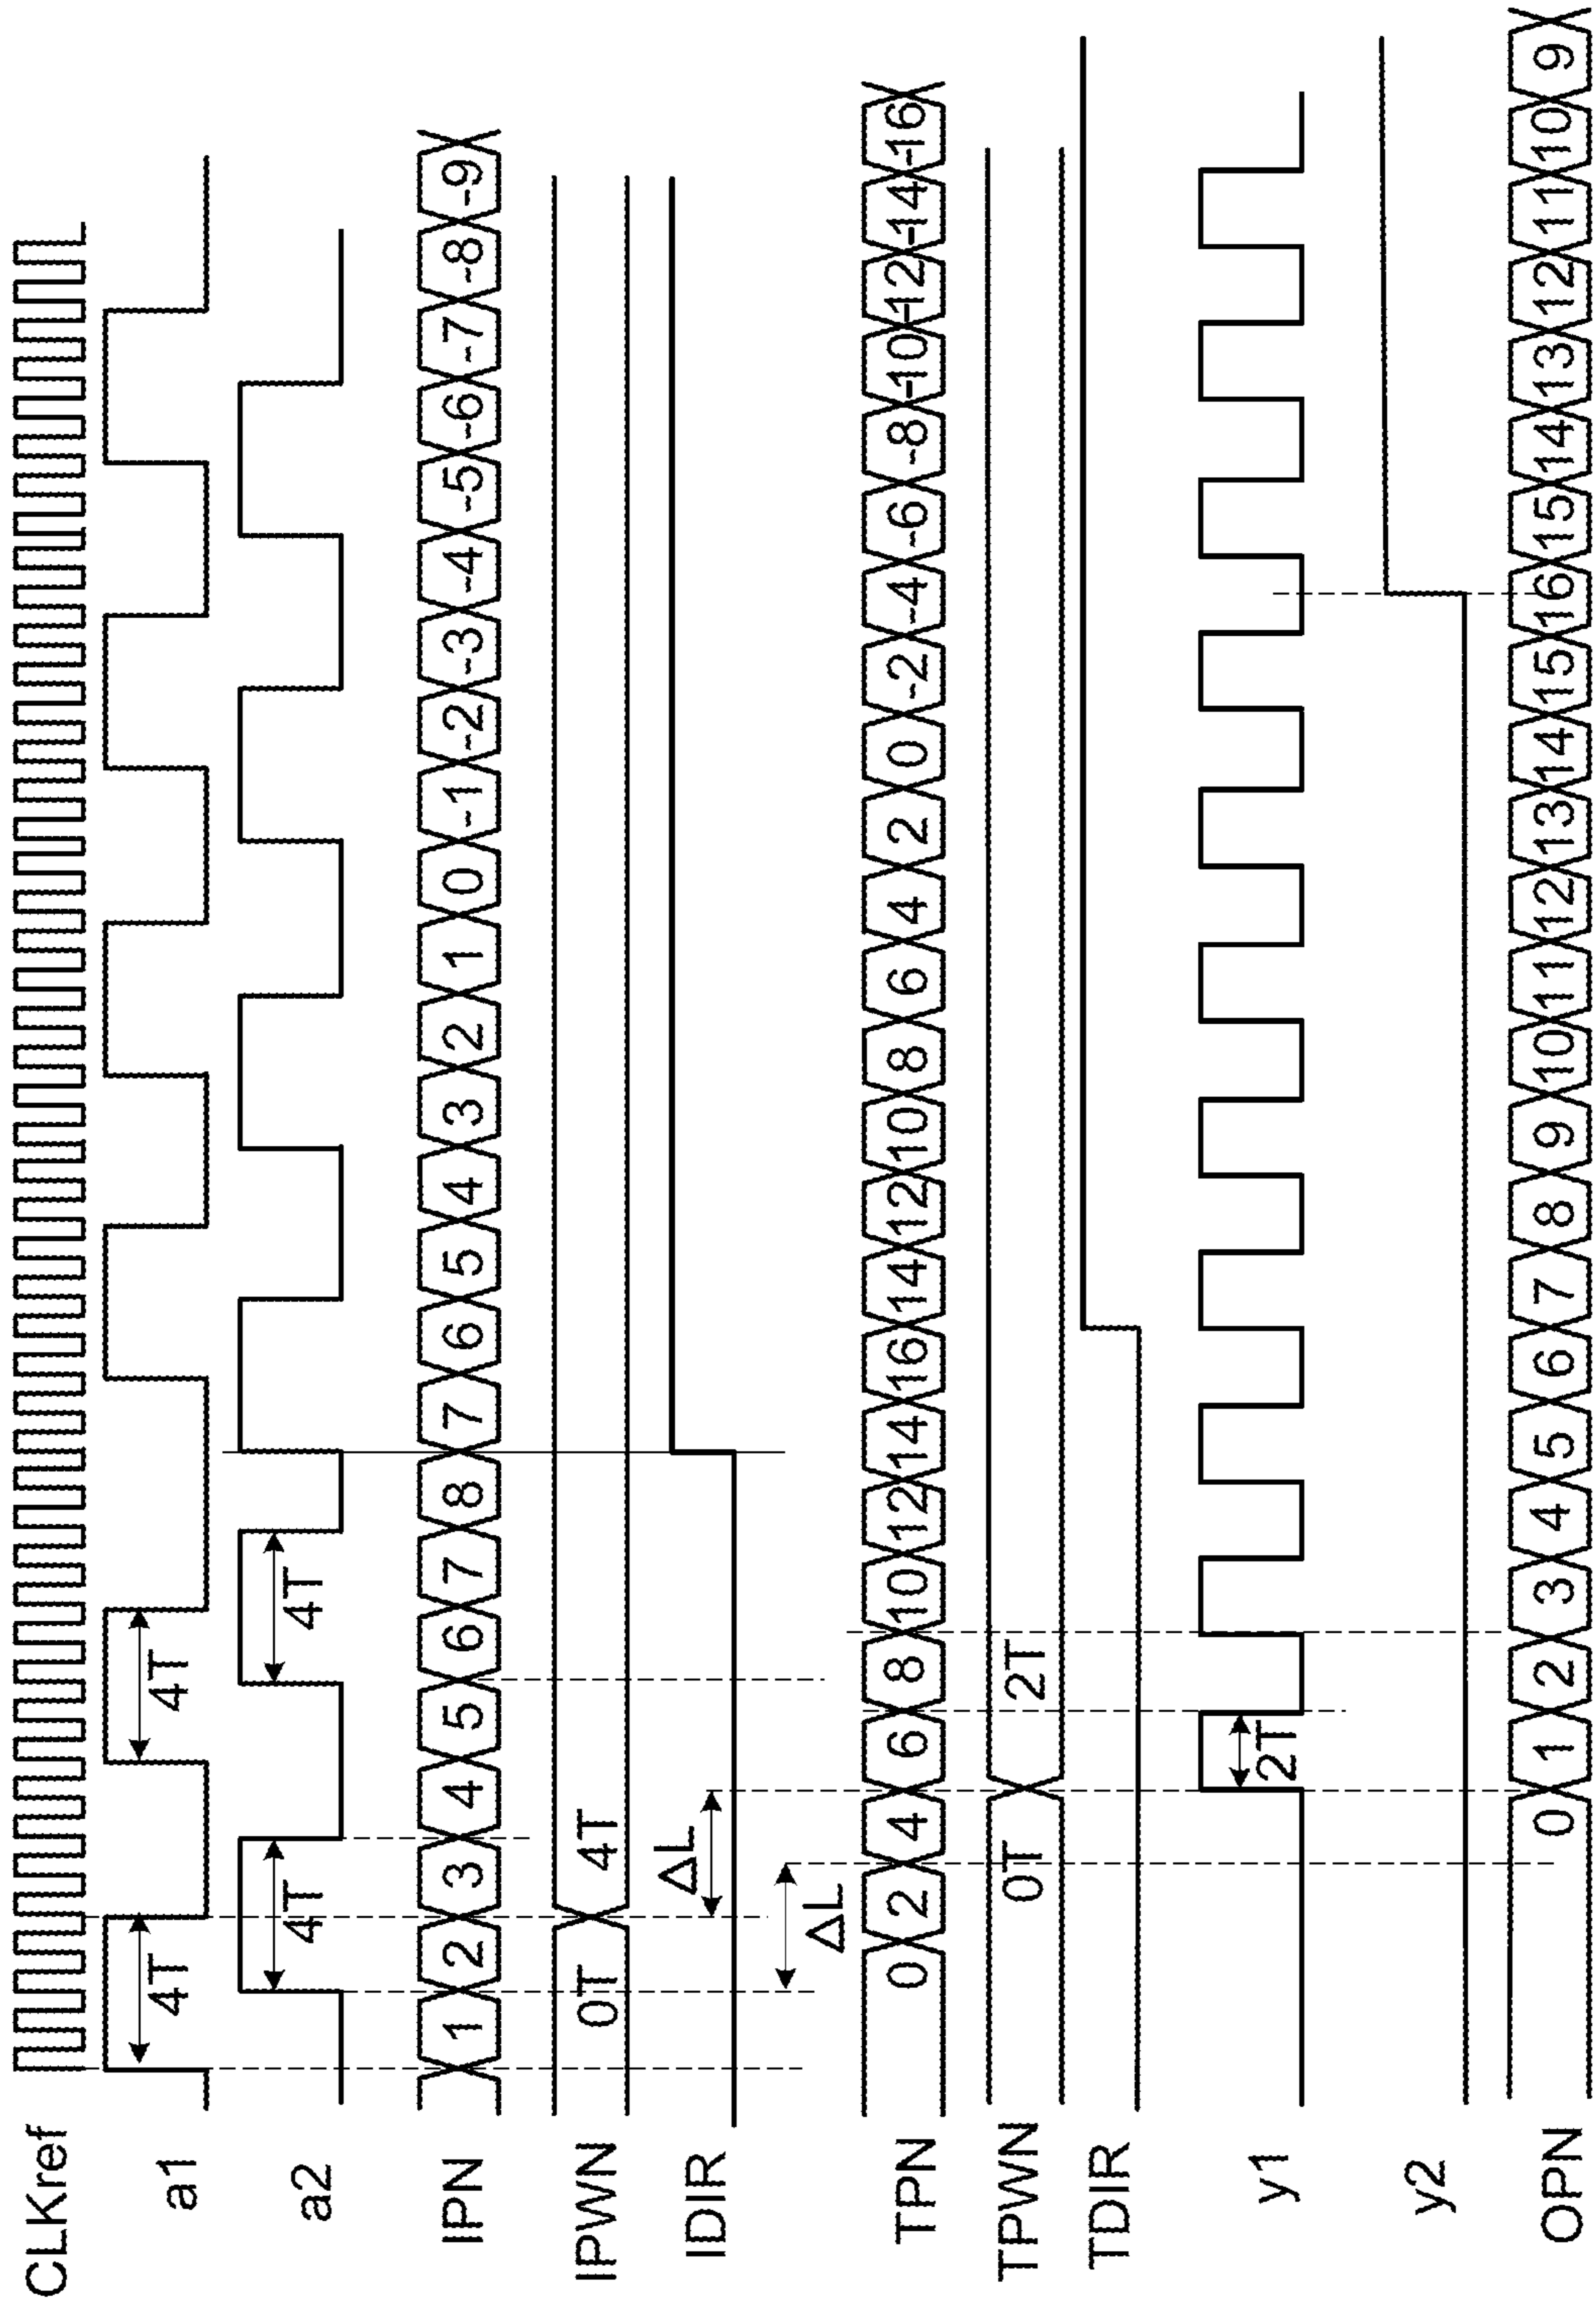 CLKref
a1 4T 4T
a2 4T 4T
IPN 1 2 3 4 5 6 7 8 7 6 5 4 3 2 1 0 -1 -2 -3 -4 -5 -6 -7 -8 -9
IPWN 0T 4T
IDIR ΔL
ΔL
TPN 0 2 4 6 8 10 12 14 16 14 12 10 8 6 4 2 0 -2 -4 -6 -8 -10 -12 -14 -16
TPWN 0T 2T
TDIR
y1 2T
y2
OPN 0 1 2 3 4 5 6 7 8 9 10 11 12 13 14 15 16 15 14 13 12 11 10 9